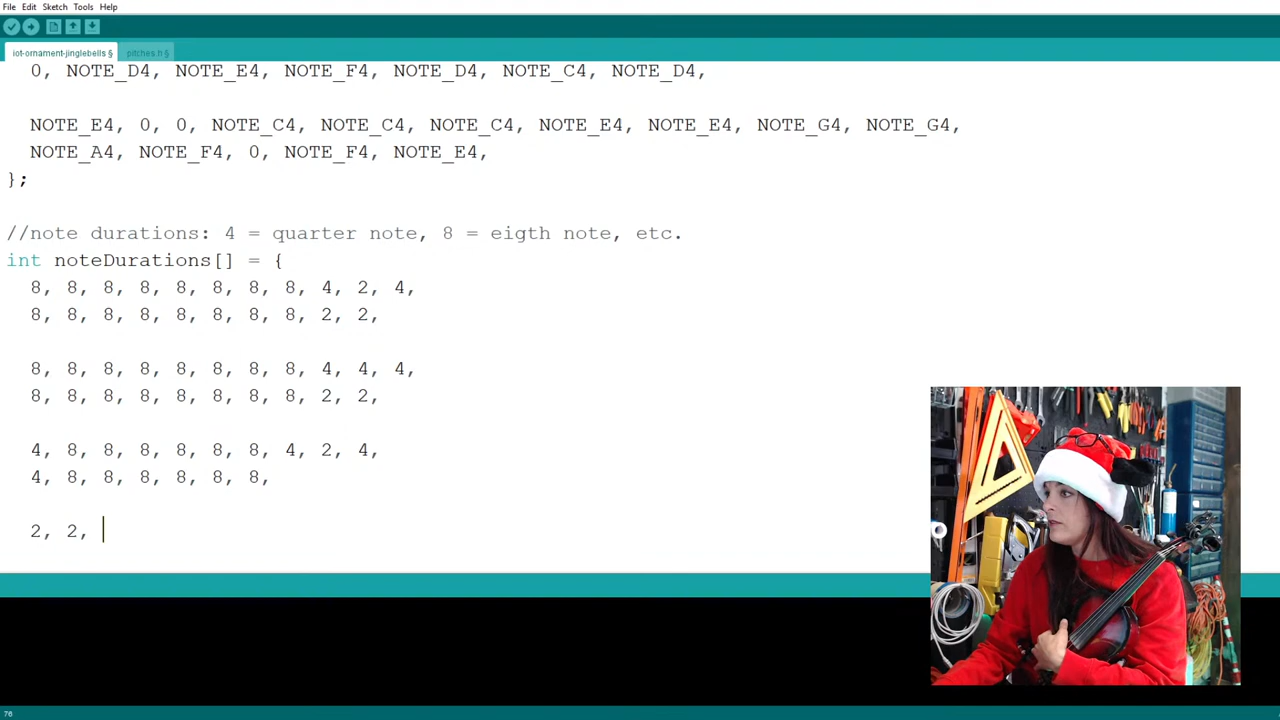 File Edit Sketch Tools Help
iot-ornament-jinglebells § pitches.h §
0, NOTE_D4, NOTE_E4, NOTE_F4, NOTE_D4, NOTE_C4, NOTE_D4,
NOTE_E4, 0, 0, NOTE_C4, NOTE_C4, NOTE_C4, NOTE_E4, NOTE_E4, NOTE_G4, NOTE_G4,
NOTE_A4, NOTE_F4, 0, NOTE_F4, NOTE_E4,
};
//note durations: 4 = quarter note, 8 = eigth note, etc.
int noteDurations[] = {
8, 8, 8, 8, 8, 8, 8, 8, 4, 2, 4,
8, 8, 8, 8, 8, 8, 8, 8, 2, 2,
8, 8, 8, 8, 8, 8, 8, 8, 4, 4, 4,
8, 8, 8, 8, 8, 8, 8, 8, 2, 2,
4, 8, 8, 8, 8, 8, 8, 4, 2, 4,
4, 8, 8, 8, 8, 8, 8,
2, 2,
76